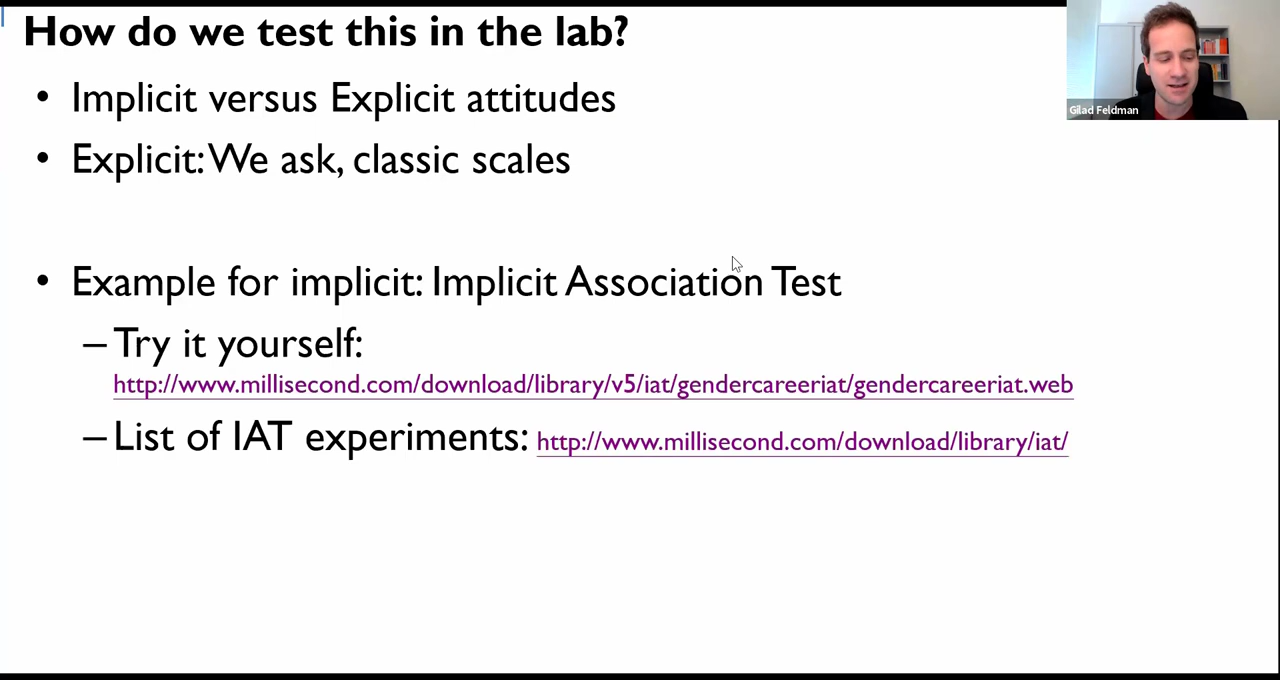 How do we test this in the lab?
Gilad Feldman
• Implicit versus Explicit attitudes
• Explicit: We ask, classic scales
• Example for implicit: Implicit Association Test
– Try it yourself:
http://www.millisecond.com/download/library/v5/iat/gendercareeriat/gendercareeriat.web
– List of IAT experiments: http://www.millisecond.com/download/library/iat/